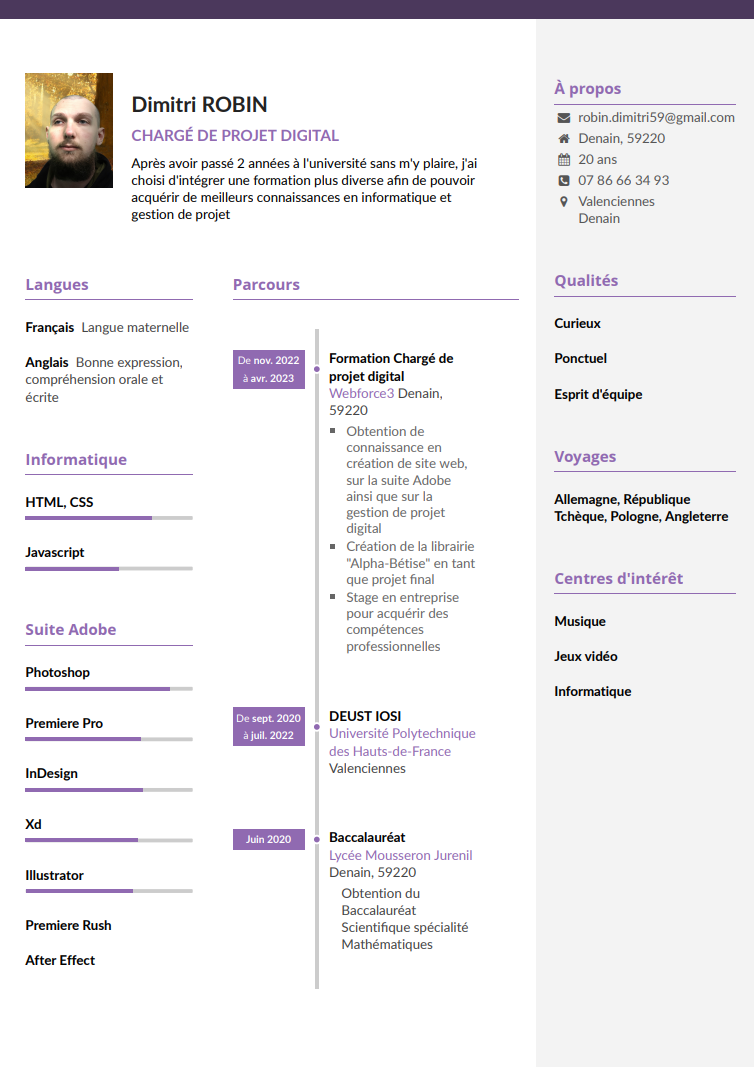 Dimitri ROBIN
CHARGÉ DE PROJET DIGITAL
Après avoir passé 2 années à l'université sans m'y plaire, j'ai
choisi d'intégrer une formation plus diverse afin de pouvoir
acquérir de meilleurs connaissances en informatique et
gestion de projet
Langues
Français Langue maternelle
Anglais Bonne expression,
compréhension orale et
écrite
Informatique
HTML, CSS
Javascript
Suite Adobe
Photoshop
Premiere Pro
InDesign
Xd
Illustrator
Premiere Rush
After Effect
Parcours
De nov. 2022
à avr. 2023
Formation Chargé de
projet digital
Webforce3 Denain,
59220
Obtention de
connaissance en
création de site web,
sur la suite Adobe
ainsi que sur la
gestion de projet
digital
Création de la librairie
"Alpha-Bétise" en tant
que projet final
Stage en entreprise
pour acquérir des
compétences
professionnelles
De sept. 2020
à juil. 2022
DEUST IOSI
Université Polytechnique
des Hauts-de-France
Valenciennes
Juin 2020
Baccalauréat
Lycée Mousseron Jurenil
Denain, 59220
Obtention du
Baccalauréat
Scientifique spécialité
Mathématiques
À propos
robin.dimitri59@gmail.com
Denain, 59220
20 ans
07 86 66 34 93
Valenciennes
Denain
Qualités
Curieux
Ponctuel
Esprit d'équipe
Voyages
Allemagne, République
Tchèque, Pologne, Angleterre
Centres d'intérêt
Musique
Jeux vidéo
Informatique